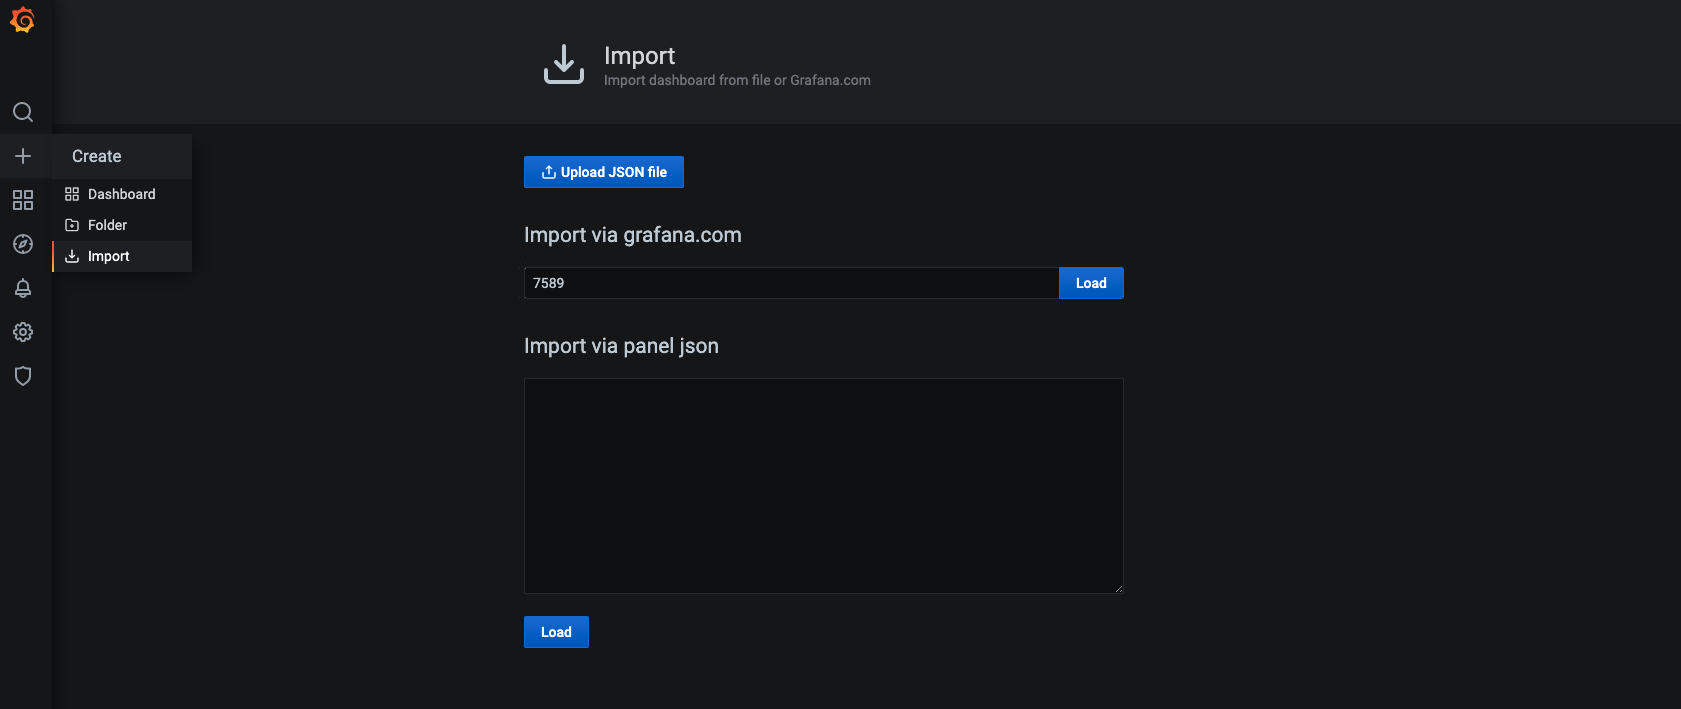 Import
Import dashboard from file or Grafana.com
Create
Dashboard
Folder
Import
Upload JSON file
Import via grafana.com
7589
Load
Import via panel json
Load